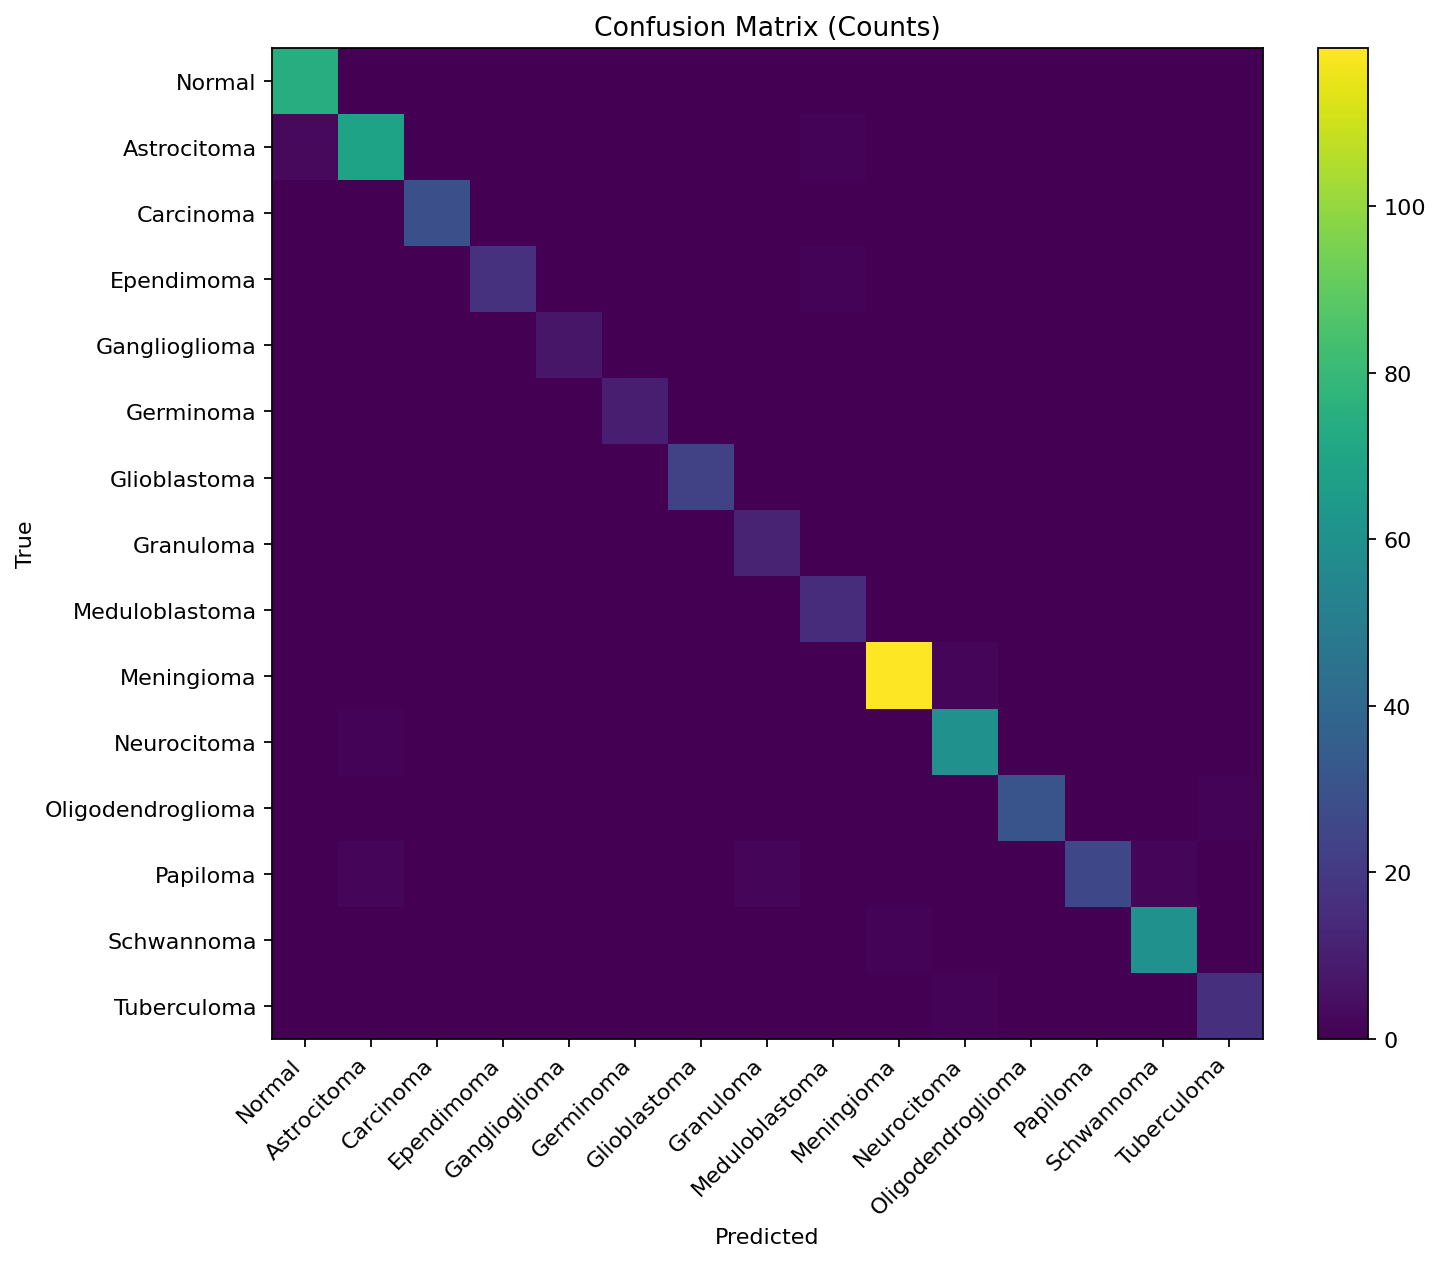 Confusion Matrix (Counts)
True
Normal
Astrocitoma
Carcinoma
Ependimoma
Ganglioglioma
Germinoma
Glioblastoma
Granuloma
Meduloblastoma
Meningioma
Neurocitoma
Oligodendroglioma
Papiloma
Schwannoma
Tuberculoma
Normal
Astrocitoma
Carcinoma
Ependimoma
Ganglioglioma
Germinoma
Glioblastoma
Granuloma
Meduloblastoma
Meningioma
Neurocitoma
Oligodendroglioma
Papiloma
Schwannoma
Tuberculoma
Predicted
100
80
60
40
20
0